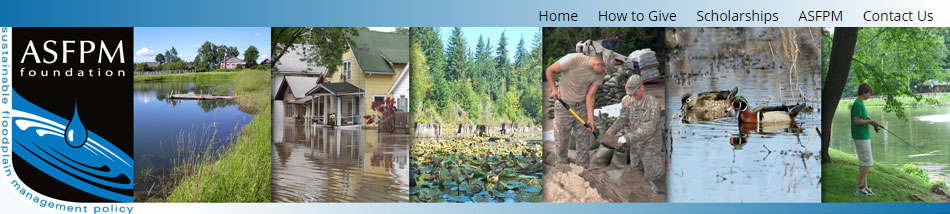 Home How to Give Scholarships ASFPM Contact Us
ASFPM
foundation
sustainable floodplain management policy